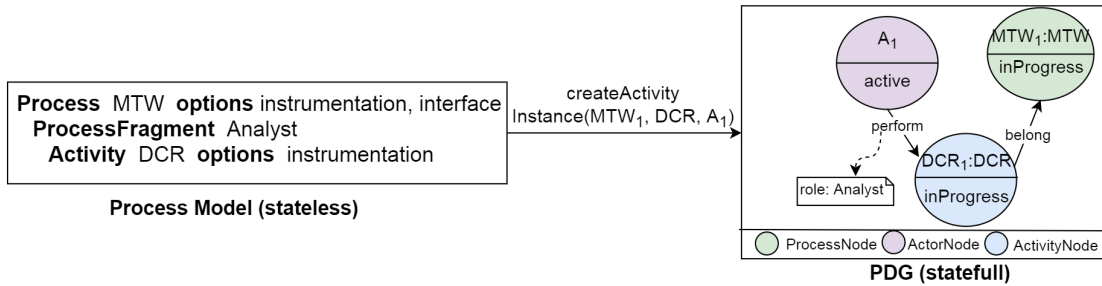 Process MTW options instrumentation, interface
ProcessFragment Analyst
Activity DCR options instrumentation
Process Model (stateless)
createActivity
Instance(MTW₁, DCR, A₁)
A₁
active
MTW₁:MTW
inProgress
perform
belong
DCR₁:DCR
inProgress
role: Analyst
ProcessNode
ActorNode
ActivityNode
PDG (statefull)